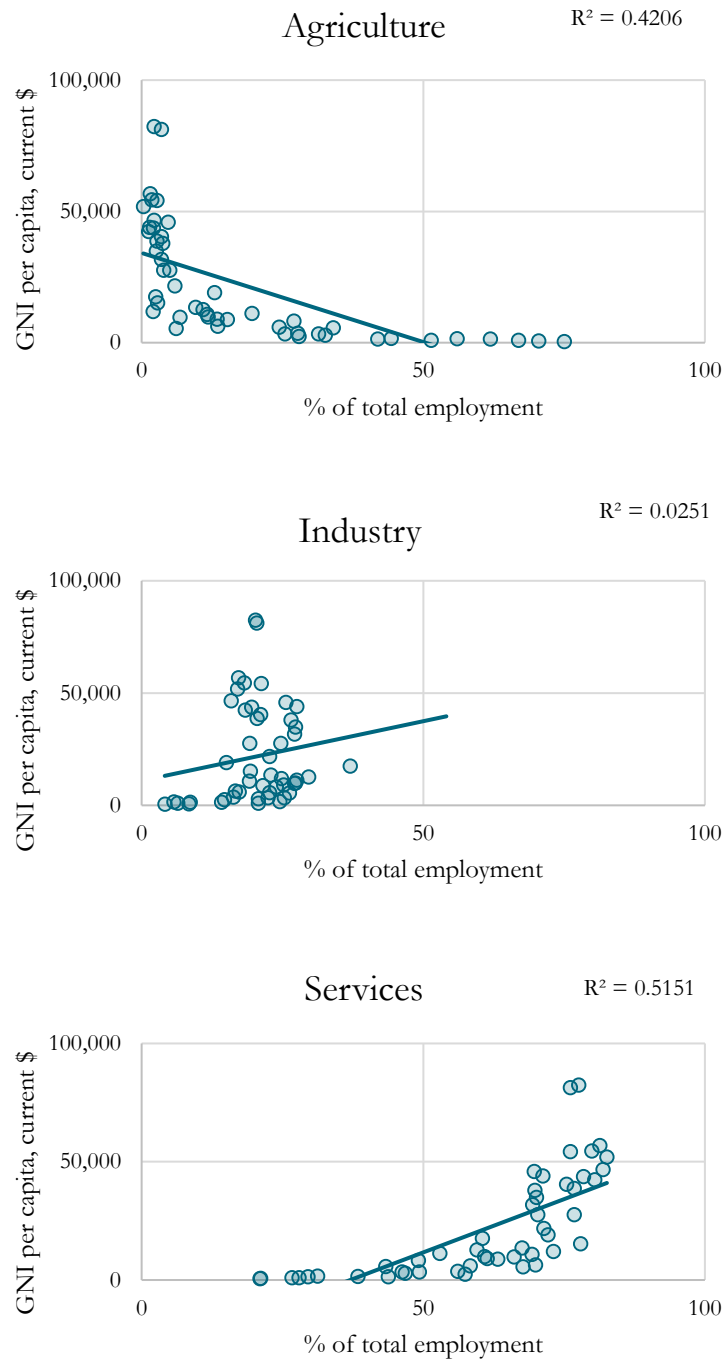 Agriculture
R² = 0.4206
100,000
50,000
0
0
50
100
GNI per capita, current $
% of total employment
Industry
R² = 0.0251
100,000
50,000
0
0
50
100
GNI per capita, current $
% of total employment
Services
R² = 0.5151
100,000
50,000
0
0
50
100
GNI per capita, current $
% of total employment